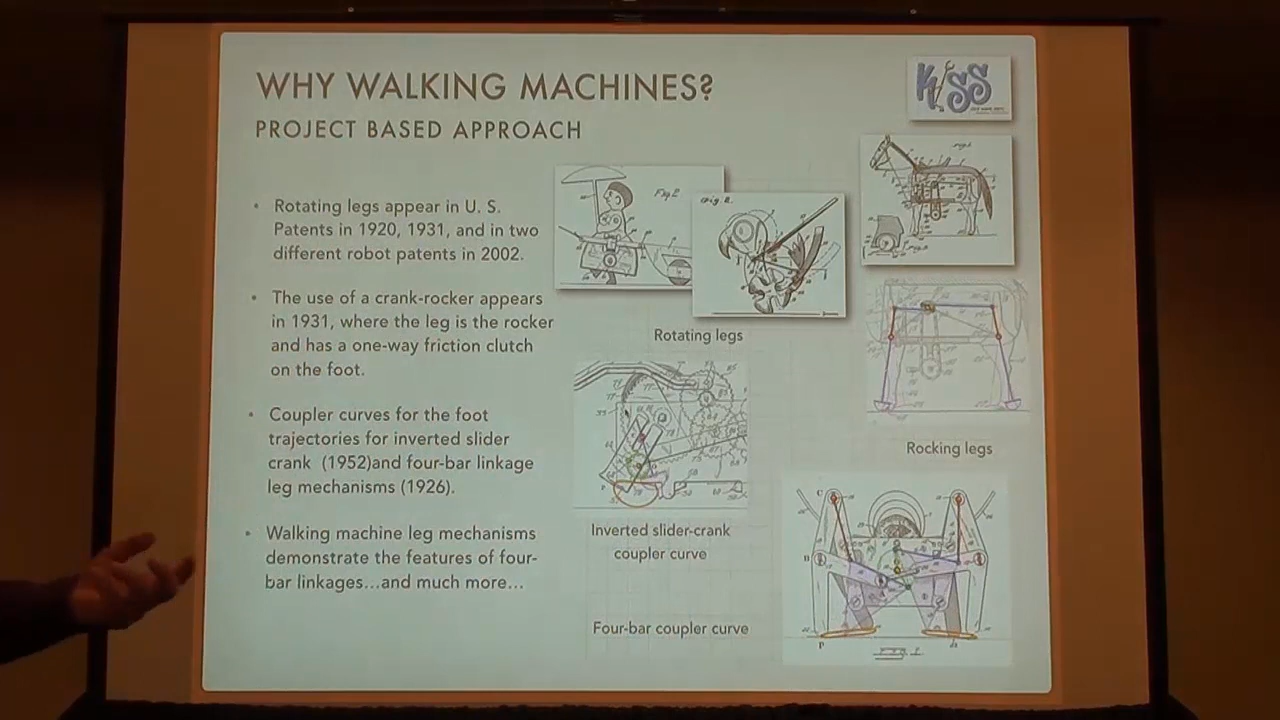 WHY WALKING MACHINES?
PROJECT BASED APPROACH
KISS
• Rotating legs appear in U. S.
Patents in 1920, 1931, and in two
different robot patents in 2002.
• The use of a crank-rocker appears
in 1931, where the leg is the rocker
and has a one-way friction clutch
on the foot.
• Coupler curves for the foot
trajectories for inverted slider
crank (1952)and four-bar linkage
leg mechanisms (1926).
• Walking machine leg mechanisms
demonstrate the features of four-
bar linkages...and much more...
Rotating legs
Rocking legs
Inverted slider-crank
coupler curve
Four-bar coupler curve